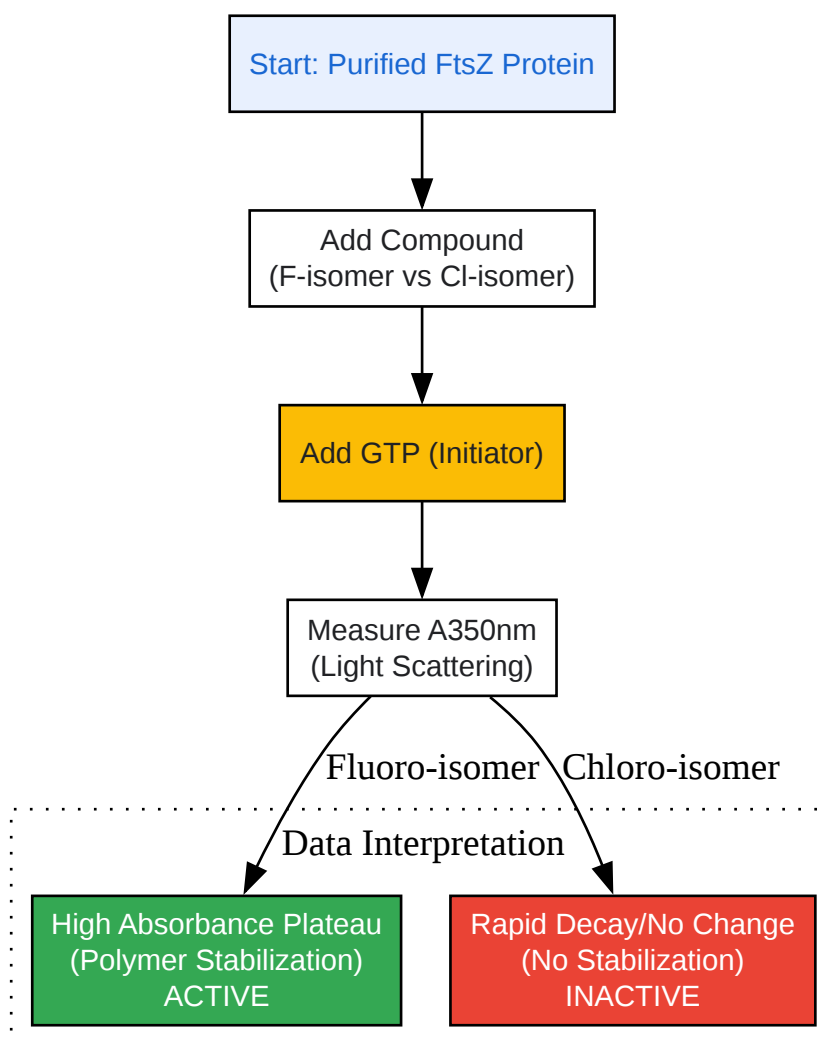 Start: Purified FtsZ Protein
Add Compound
(F-isomer vs Cl-isomer)
Add GTP (Initiator)
Measure A350nm
(Light Scattering)
Fluoro-isomer
Chloro-isomer
Data Interpretation
High Absorbance Plateau
(Polymer Stabilization)
ACTIVE
Rapid Decay/No Change
(No Stabilization)
INACTIVE